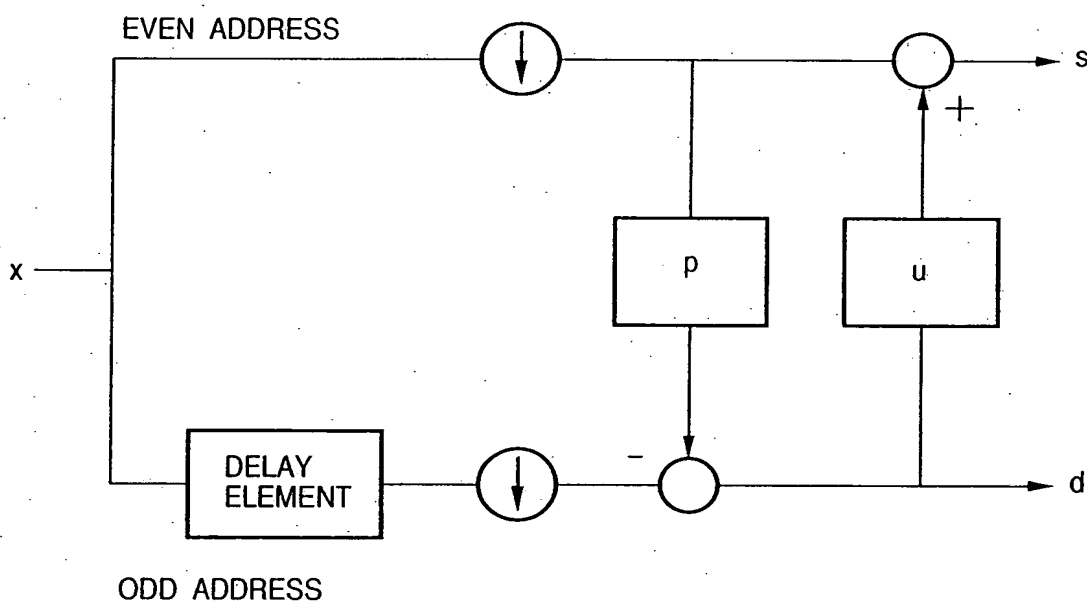 EVEN ADDRESS
s
+
x
p
u
DELAY
ELEMENT
-
d
ODD ADDRESS